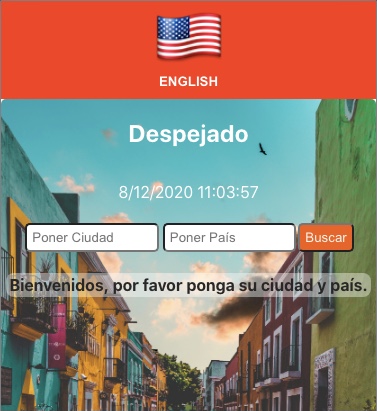 ENGLISH
Despejado
8/12/2020 11:03:57
Poner Ciudad Poner País Buscar
Bienvenidos, por favor ponga su ciudad y país.